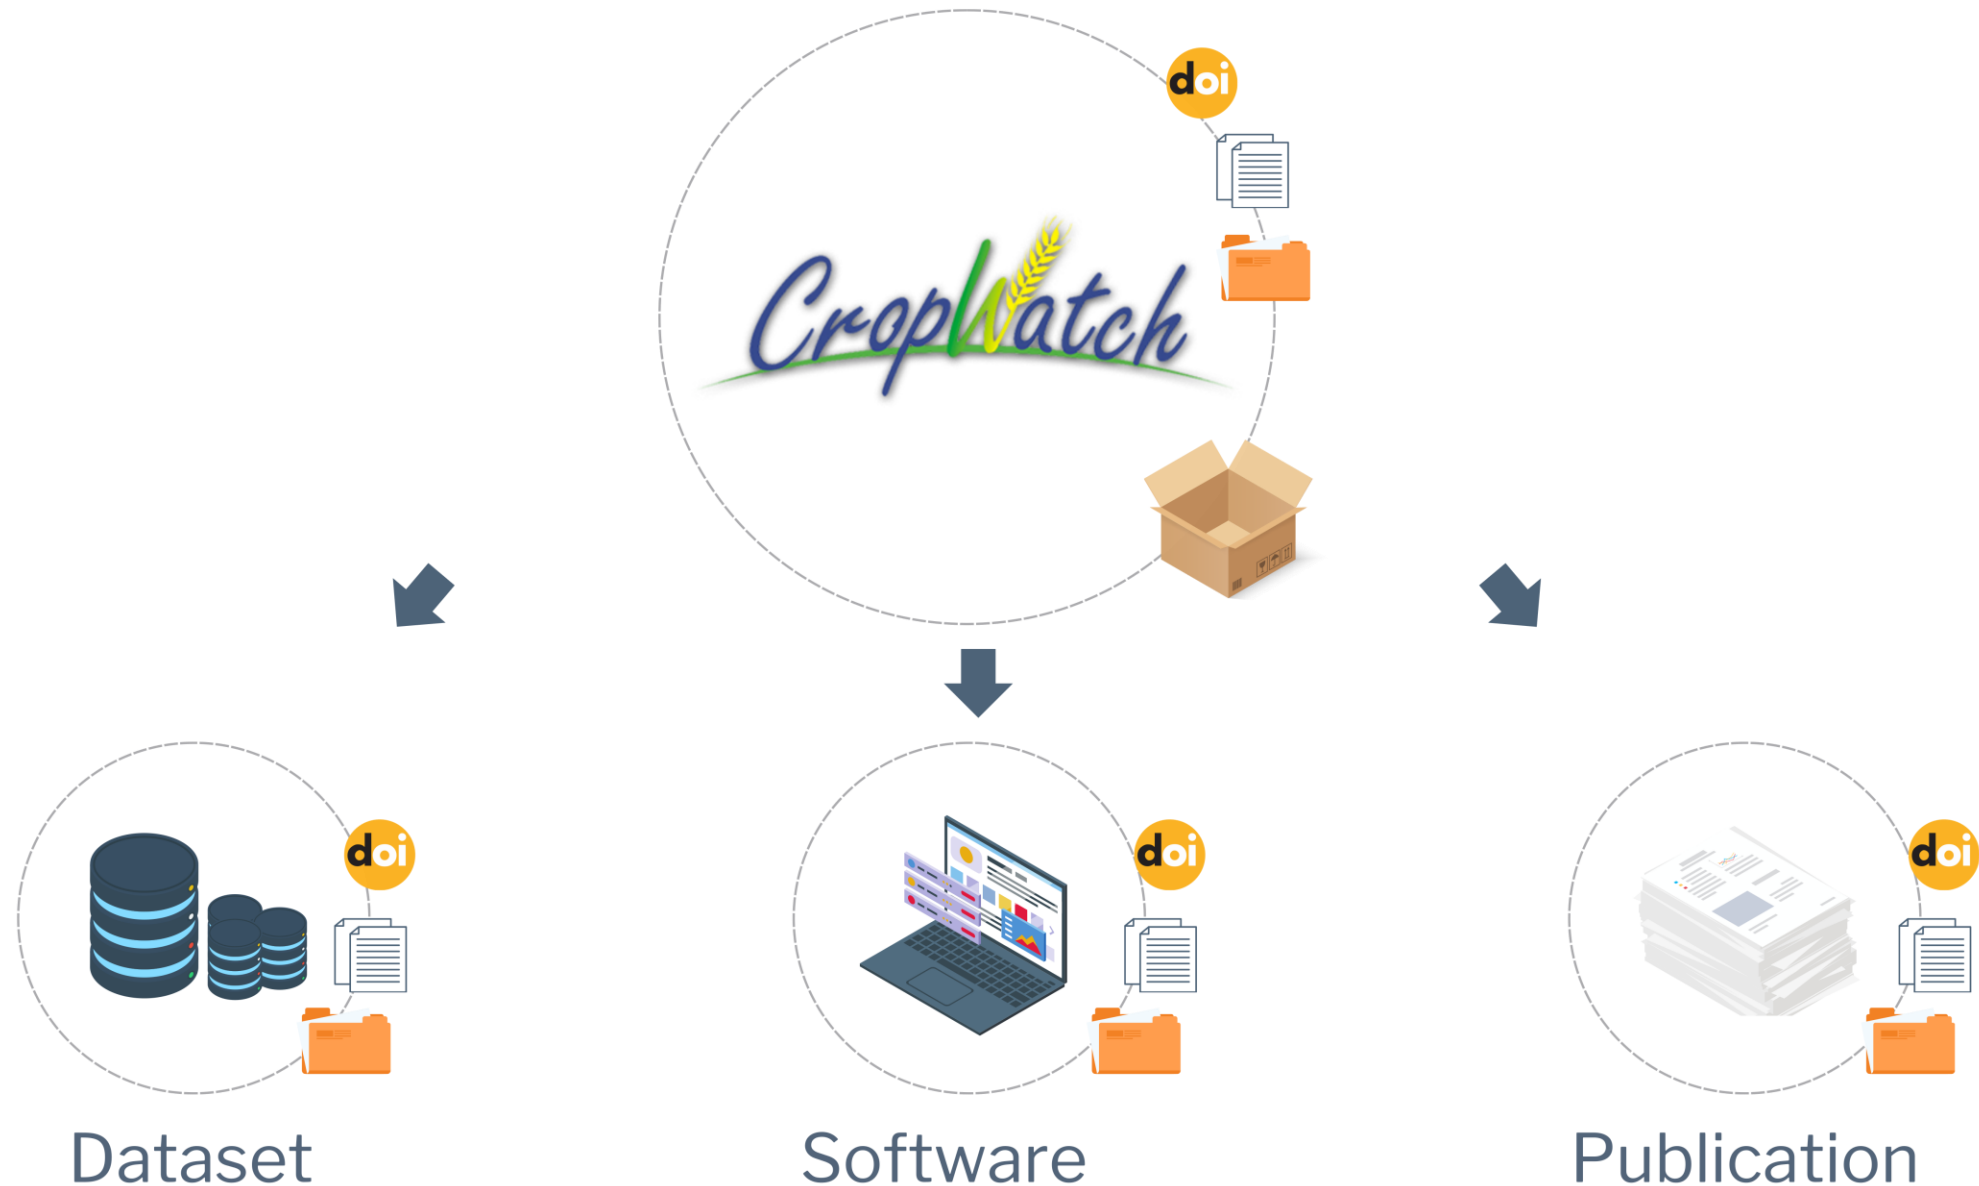 doi
CropWatch
doi
doi
doi
Dataset
Software
Publication